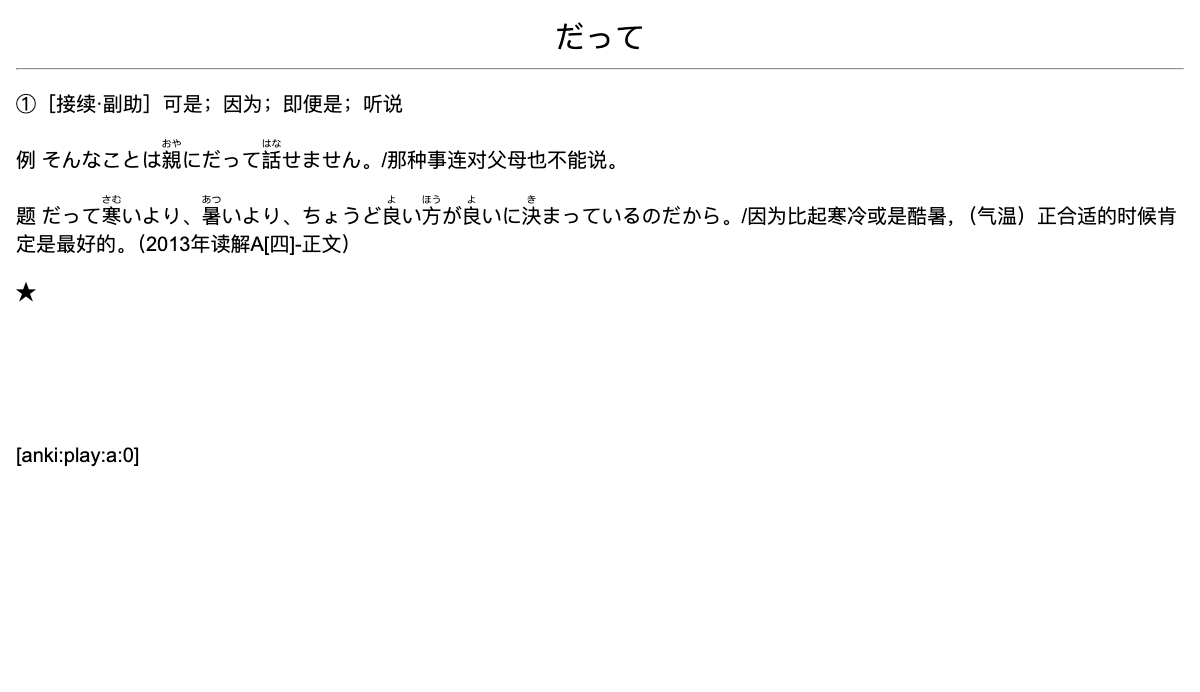 だって
①［接续·副助］可是；因为；即便是；听说
おや はな
例 そんなことは親にだって話せません。/那种事连对父母也不能说。
さむ あつ よ ほう よ き
题 だって寒いより、暑いより、ちょうど良い方が良いに決まっているのだから。/因为比起寒冷或是酷暑，（气温）正合适的时候肯
定是最好的。（2013年读解A[四]-正文）
★
[anki:play:a:0]